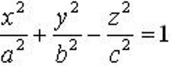 x²/a² + y²/b² − z²/c² = 1